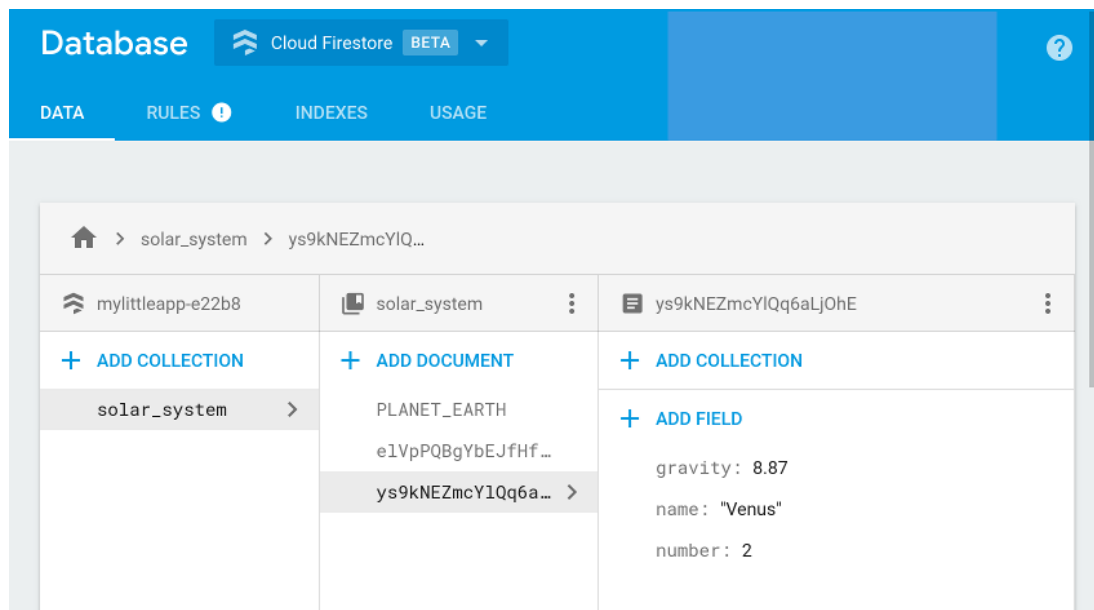 Database Cloud Firestore BETA
DATA RULES ! INDEXES USAGE
solar_system ys9kNEZmcYlQ…
mylittleapp-e22b8 solar_system ys9kNEZmcYlQq6aLjOhE
ADD COLLECTION ADD DOCUMENT ADD COLLECTION
solar_system PLANET_EARTH ADD FIELD
elVpPQBgYbEJfHf… gravity: 8.87
ys9kNEZmcYlQq6a… name: "Venus"
number: 2